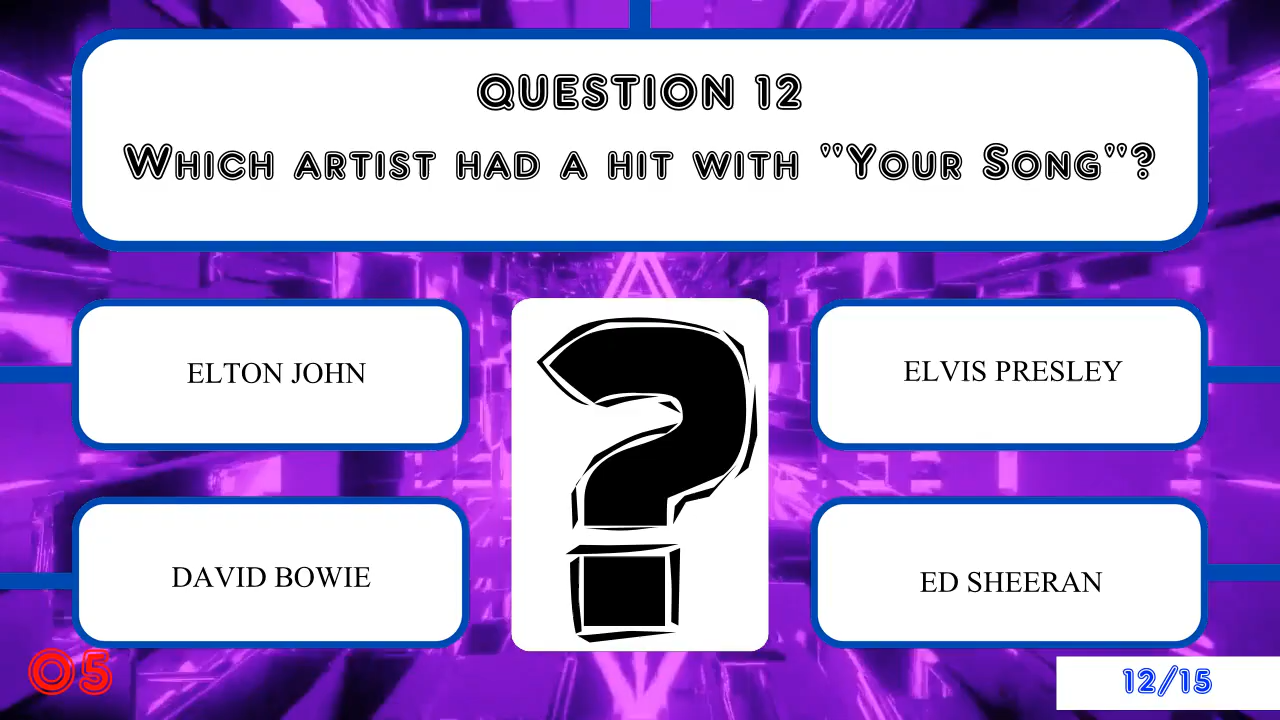 QUESTION 12
WHICH ARTIST HAD A HIT WITH "YOUR SONG"?
ELTON JOHN
ELVIS PRESLEY
DAVID BOWIE
ED SHEERAN
05
12/15